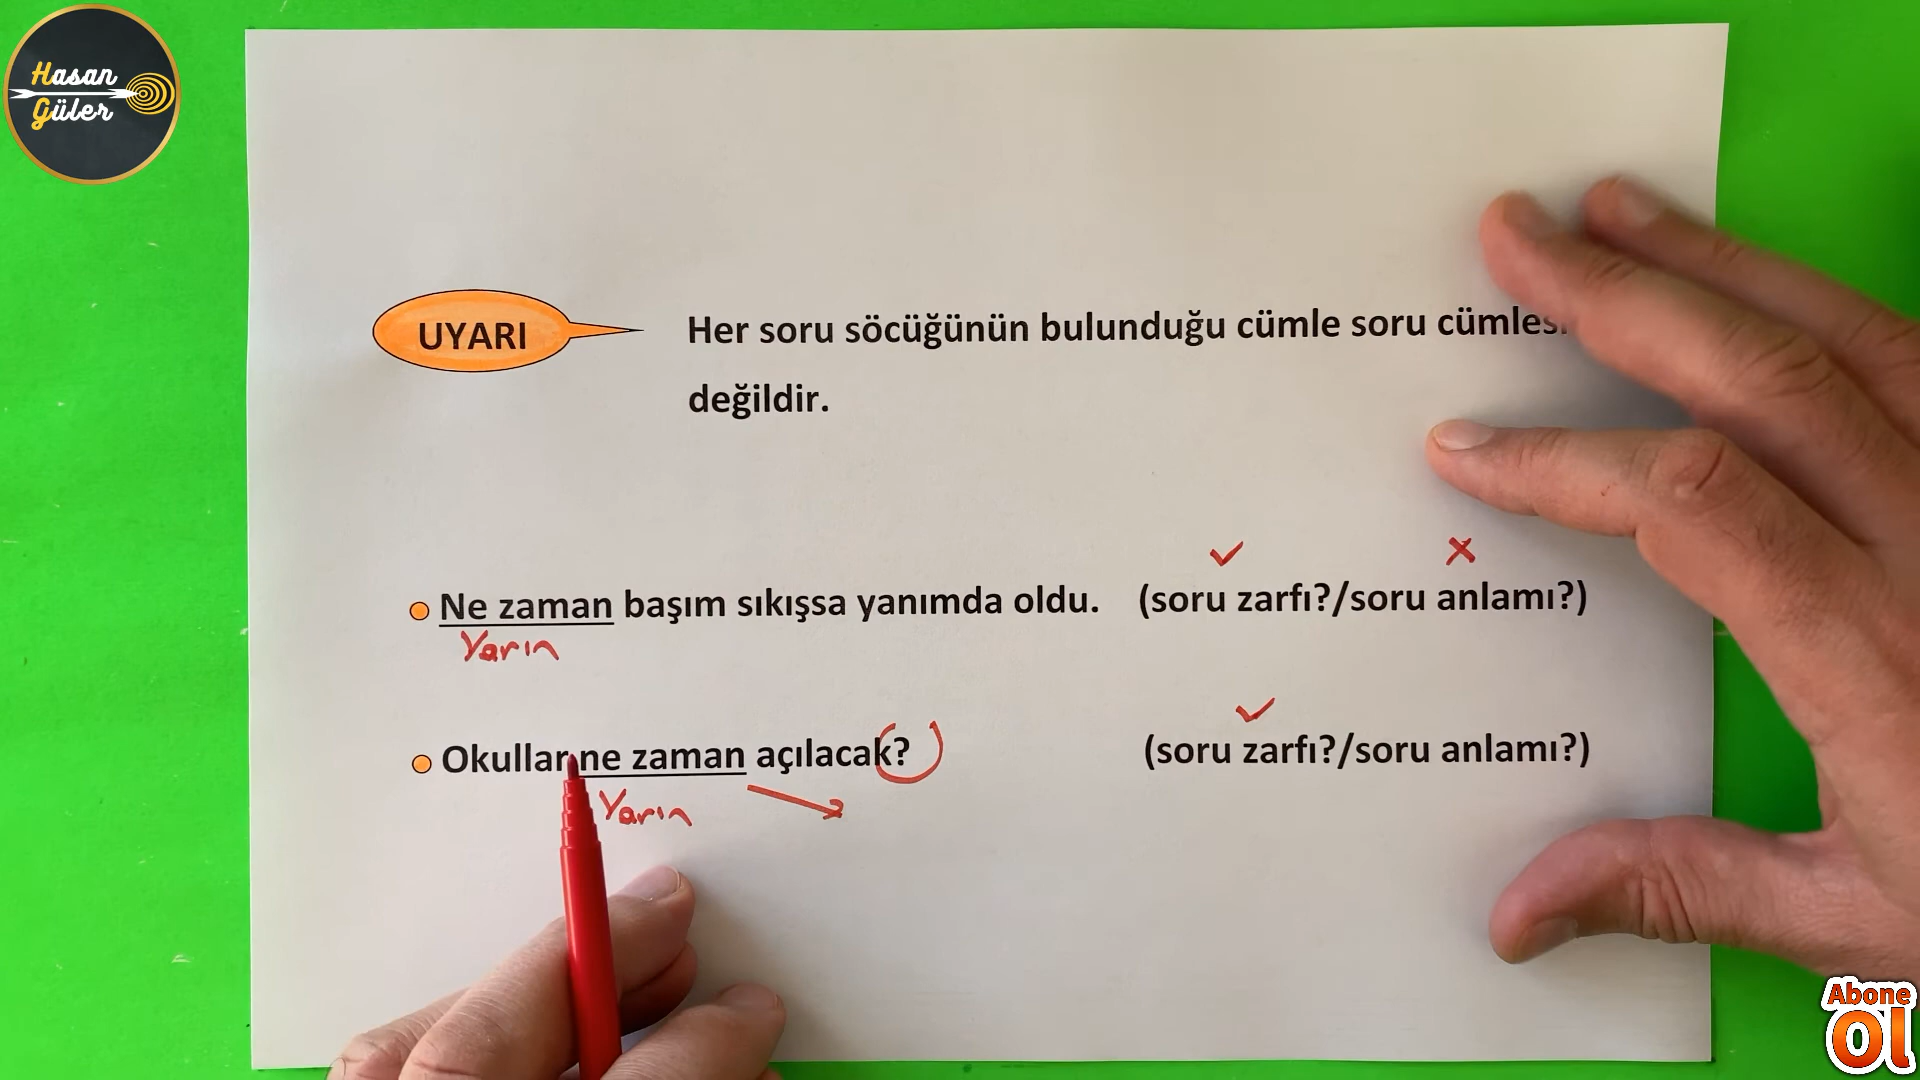 Hasan
Güler
UYARI
Her soru söcüğünün bulunduğu cümle soru cümlesi
değildir.
Ne zaman başım sıkışsa yanımda oldu. (soru zarfı?/soru anlamı?)
Yarın
Okullar ne zaman açılacak? (soru zarfı?/soru anlamı?)
Yarın
Abone
Ol